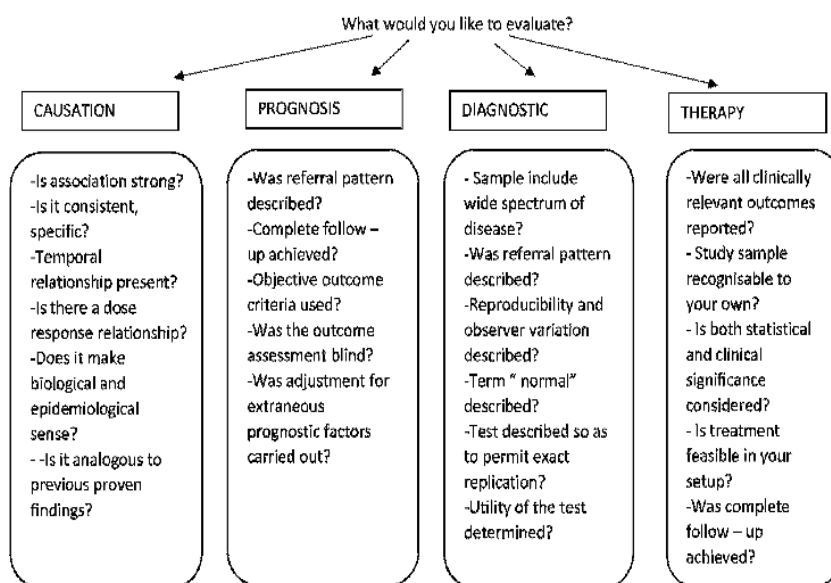 What would you like to evaluate?
CAUSATION
-Is association strong?
-Is it consistent,
specific?
-Temporal
relationship present?
-Is there a dose
response relationship?
-Does it make
biological and
epidemiological
sense?
- -Is it analogous to
previous proven
findings?
PROGNOSIS
-Was referral pattern
described?
-Complete follow –
up achieved?
-Objective outcome
criteria used?
-Was the outcome
assessment blind?
-Was adjustment for
extraneous
prognostic factors
carried out?
DIAGNOSTIC
- Sample include
wide spectrum of
disease?
-Was referral pattern
described?
-Reproducibility and
observer variation
described?
-Term " normal"
described?
-Test described so as
to permit exact
replication?
-Utility of the test
determined?
THERAPY
-Were all clinically
relevant outcomes
reported?
-Study sample
recognisable to
your own?
- Is both statistical
and clinical
significance
considered?
- Is treatment
feasible in your
setup?
-Was complete
follow – up
achieved?